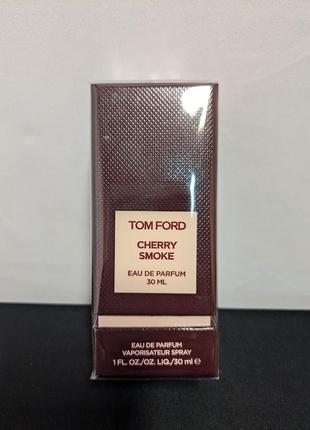 TOM FORD
CHERRY
SMOKE
EAU DE PARFUM
30 ML
EAU DE PARFUM
VAPORISATEUR SPRAY
1 FL. OZ./OZ. LIQ./30 ml ℮